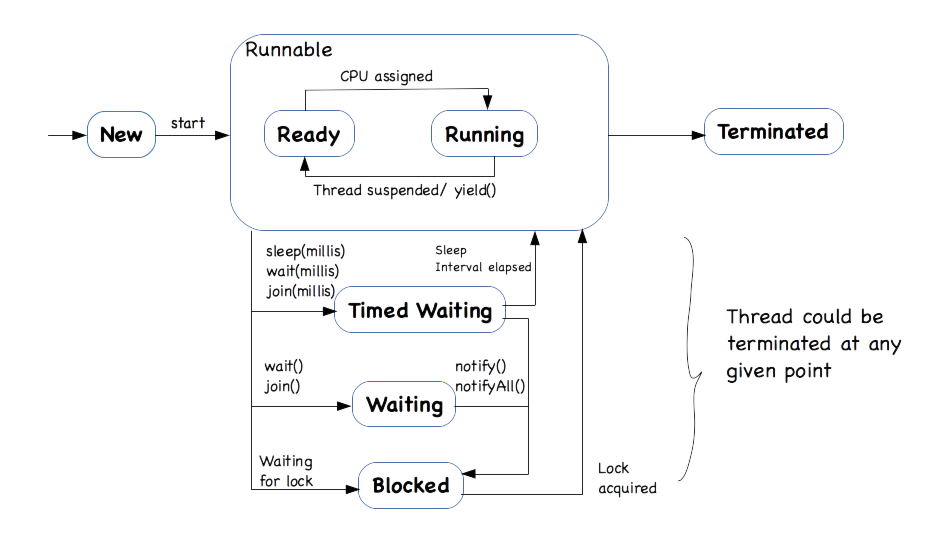 Runnable
CPU assigned
New
start
Ready
Running
Terminated
Thread suspended/ yield()
sleep(millis)
wait(millis)
join(millis)
Sleep
Interval elapsed
Timed Waiting
Thread could be
terminated at any
given point
wait()
join()
notify()
notifyAll()
Waiting
Waiting
for lock
Blocked
Lock
acquired